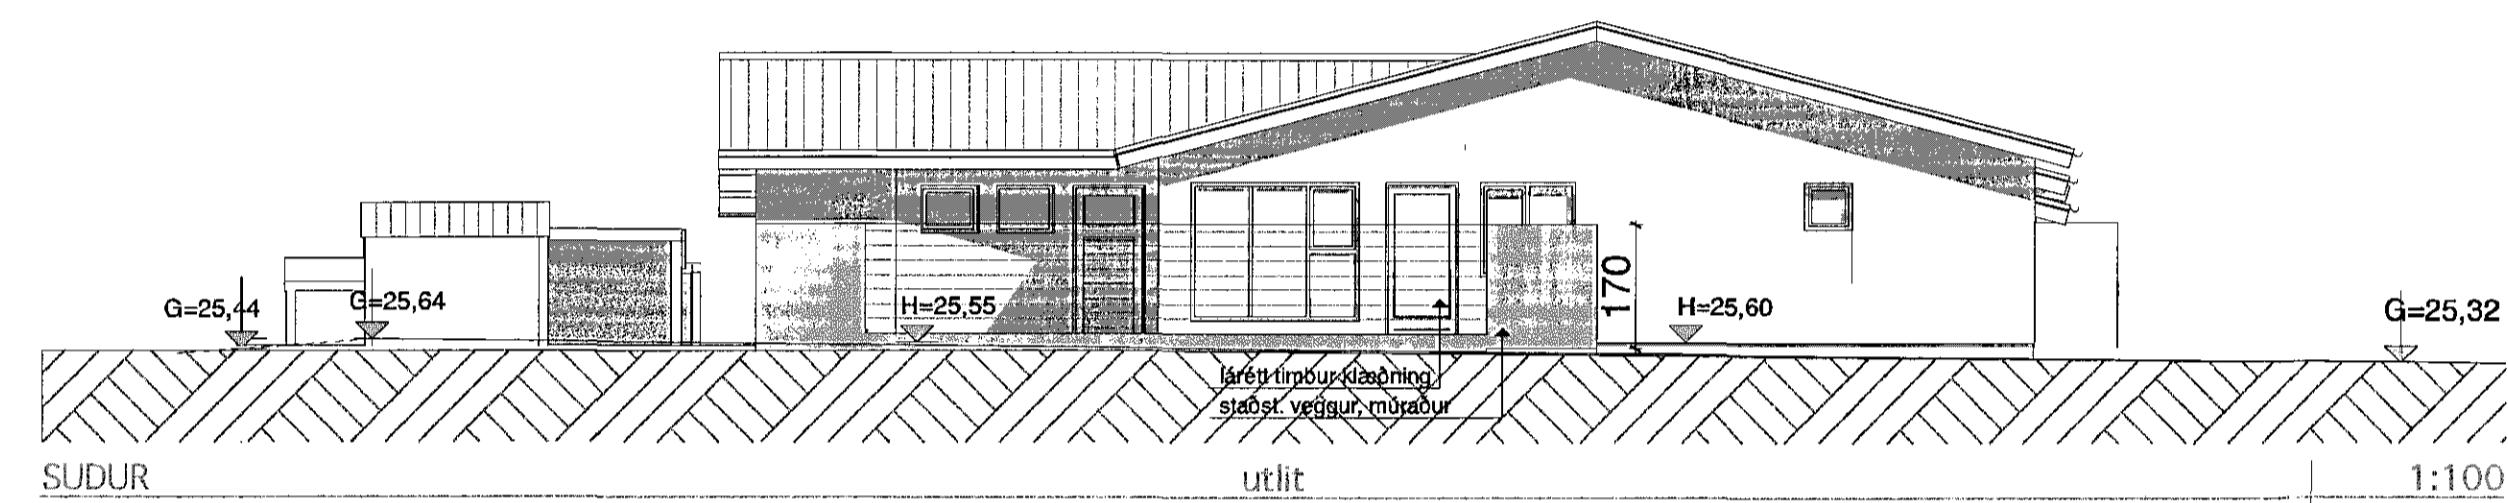 G=25,44
G=25,64
H=25,55
170
H=25,60
G=25,32
lárétt timbur klæðning
staðst. veggur, múraður
SUDUR
utlit
1:100